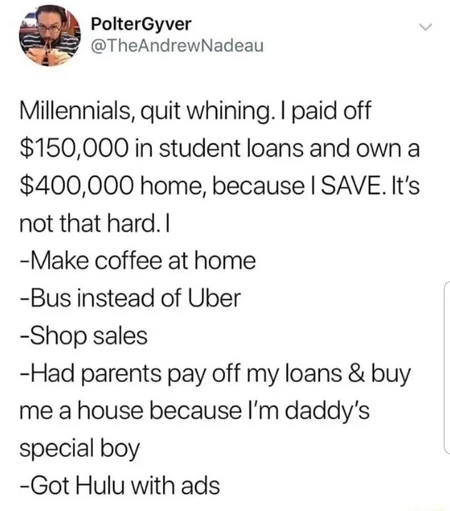 PolterGyver
@TheAndrewNadeau
Millennials, quit whining. I paid off
$150,000 in student loans and own a
$400,000 home, because I SAVE. It's
not that hard. I
-Make coffee at home
-Bus instead of Uber
-Shop sales
-Had parents pay off my loans & buy
me a house because I'm daddy's
special boy
-Got Hulu with ads